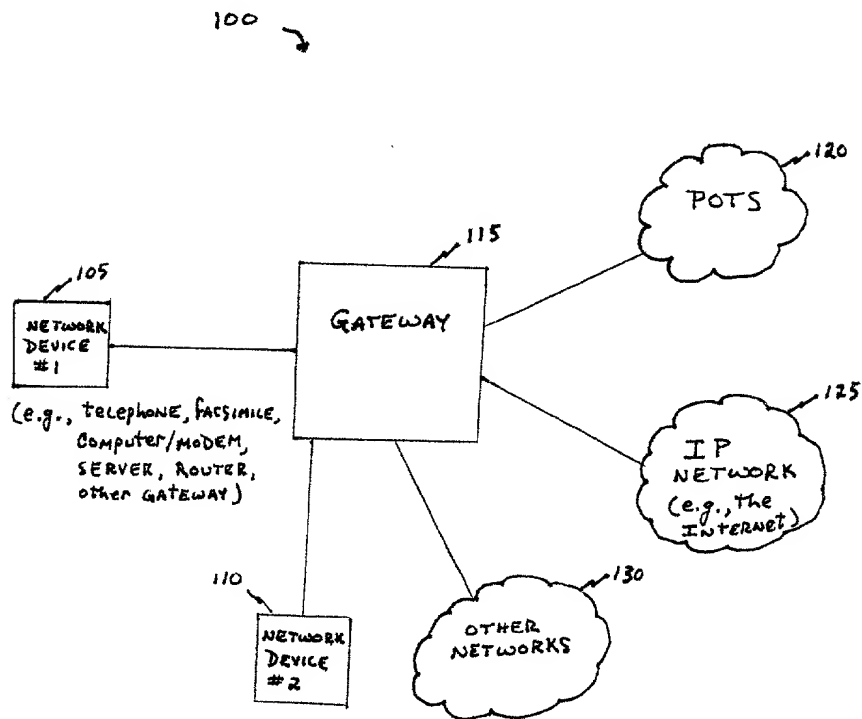 100
120
POTS
115
105
GATEWAY
NETWORK
DEVICE
#1
(e.g., telephone, facsimile,
computer/modem,
server, router,
other gateway)
125
IP
NETWORK
(e.g., the
INTERNET)
110
130
NETWORK
DEVICE
#2
OTHER
NETWORKS